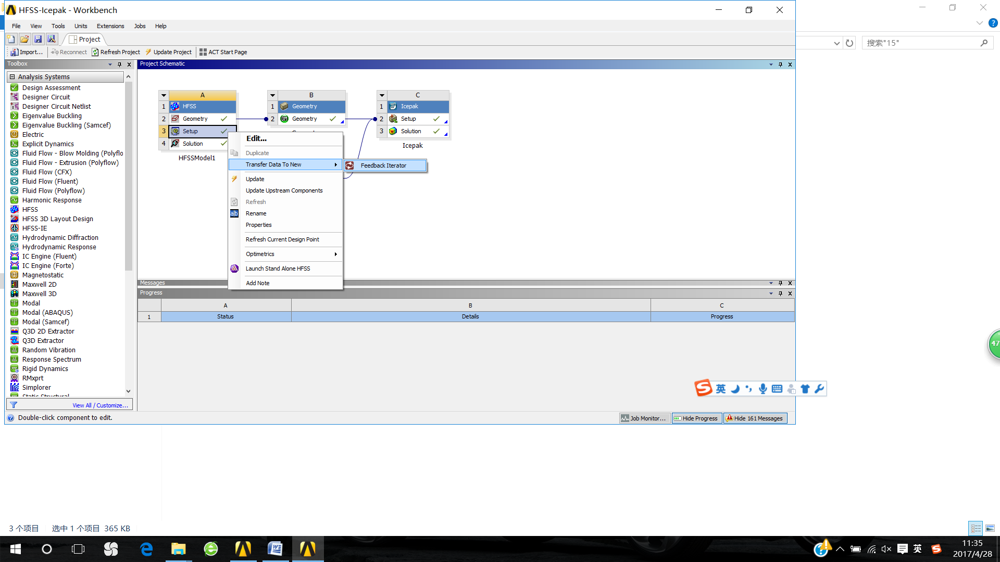 HFSS-Icepak - Workbench
File View Tools Units Extensions Jobs Help
Project
Import... Reconnect Refresh Project Update Project ACT Start Page
搜索"15"
Toolbox
Analysis Systems
Design Assessment
Designer Circuit
Designer Circuit Netlist
Eigenvalue Buckling
Eigenvalue Buckling (Samcef)
Electric
Explicit Dynamics
Fluid Flow - Blow Molding (Polyflo
Fluid Flow - Extrusion (Polyflow)
Fluid Flow (CFX)
Fluid Flow (Fluent)
Fluid Flow (Polyflow)
Harmonic Response
HFSS
HFSS 3D Layout Design
HFSS-IE
Hydrodynamic Diffraction
Hydrodynamic Response
IC Engine (Fluent)
IC Engine (Forte)
Magnetostatic
Maxwell 2D
Maxwell 3D
Modal
Modal (ABAQUS)
Modal (Samcef)
Q3D 2D Extractor
Q3D Extractor
Random Vibration
Response Spectrum
Rigid Dynamics
RMxprt
Simplorer
Static Structural
View All / Customize...
Project Schematic
A
1 HFSS
2 Geometry
3 Setup
4 Solution
HFSSModel1
B
1 Geometry
2 DM Geometry
C
1 Icepak
2 Setup
3 Solution
Icepak
Edit...
Duplicate
Transfer Data To New
Feedback Iterator
Update
Update Upstream Components
Refresh
a|b Rename
Properties
Refresh Current Design Point
Optimetrics
Launch Stand Alone HFSS
Add Note
Messages
Progress
A B C
1 Status Details Progress
47
英
Double-click component to edit.
Job Monitor... Hide Progress Hide 161 Messages
3 个项目 选中 1 个项目 365 KB
英
11:35
2017/4/28